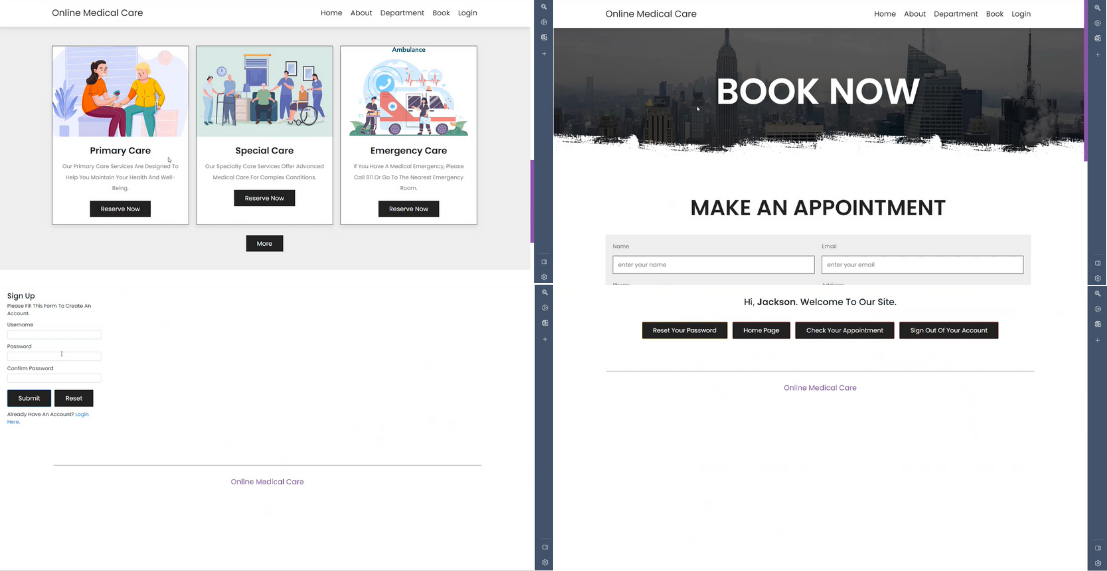 Online Medical Care
Home About Department Book Login
Ambulance
Primary Care
Our Primary Care Services Are Designed To
Help You Maintain Your Health And Well-
Being.
Reserve Now
Special Care
Our Specialty Care Services Offer Advanced
Medical Care For Complex Conditions.
Reserve Now
Emergency Care
If You Have A Medical Emergency, Please
Call 811 Or Go To The Nearest Emergency
Room.
Reserve Now
More
Online Medical Care
Home About Department Book Login
BOOK NOW
MAKE AN APPOINTMENT
Name
Email
enter your name
enter your email
Sign Up
Please Fill This Form To Create An
Account.
Username
Password
Confirm Password
Submit Reset
Already Have An Account? Login
Here.
Online Medical Care
Hi, Jackson. Welcome To Our Site.
Reset Your Password Home Page Check Your Appointment Sign Out Of Your Account
Online Medical Care